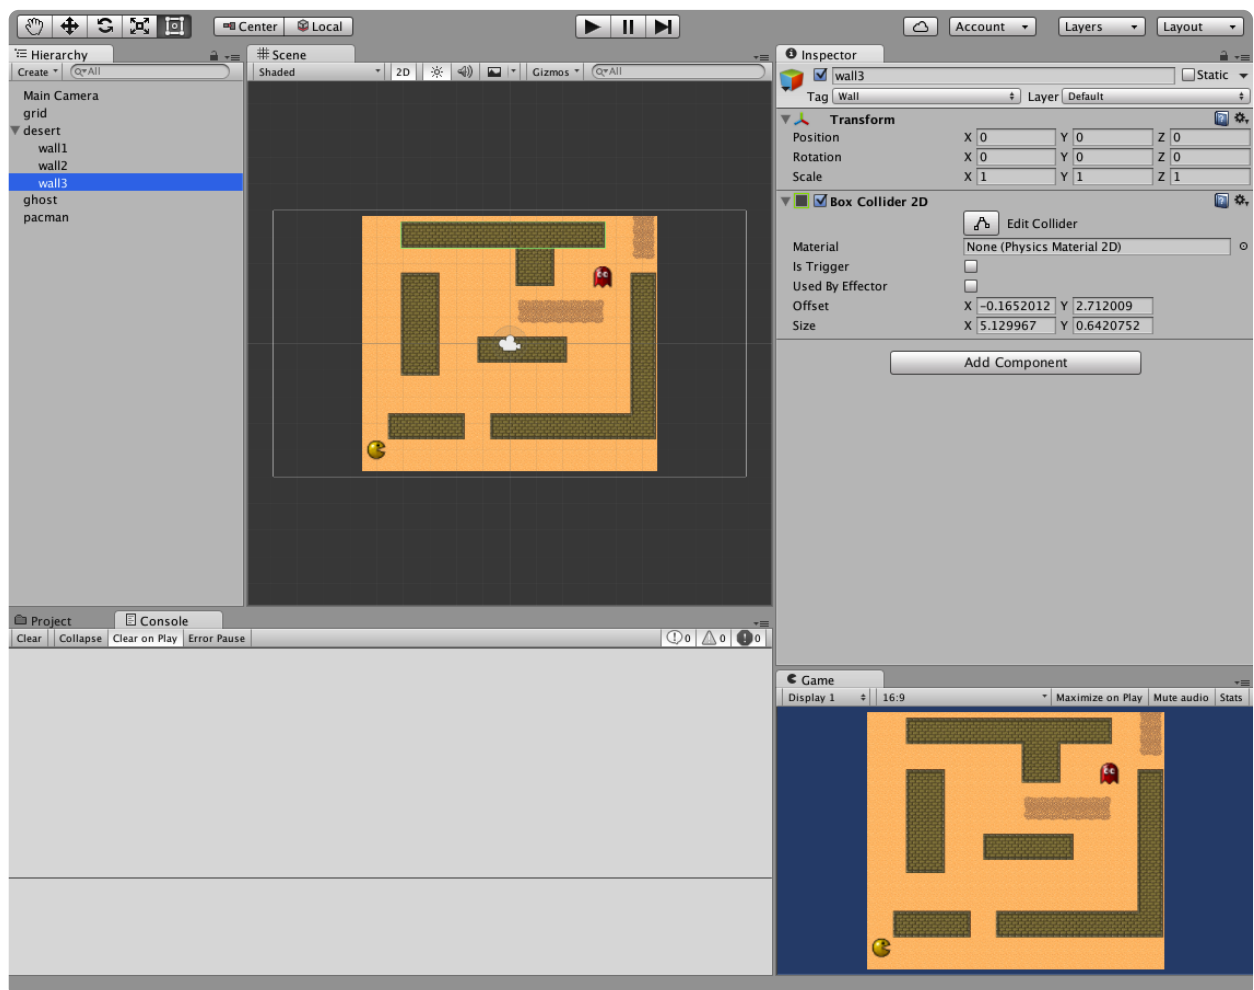 Center Local Account Layers Layout
Hierarchy
Create All
Main Camera
grid
desert
wall1
wall2
wall3
ghost
pacman
Scene
Shaded 2D Gizmos All
Inspector
wall3 Static
Tag Wall Layer Default
Transform
Position X 0 Y 0 Z 0
Rotation X 0 Y 0 Z 0
Scale X 1 Y 1 Z 1
Box Collider 2D
Edit Collider
Material None (Physics Material 2D)
Is Trigger
Used By Effector
Offset X -0.1652012 Y 2.712009
Size X 5.129967 Y 0.6420752
Add Component
Project Console
Clear Collapse Clear on Play Error Pause 0 0 0
Game
Display 1 16:9 Maximize on Play Mute audio Stats